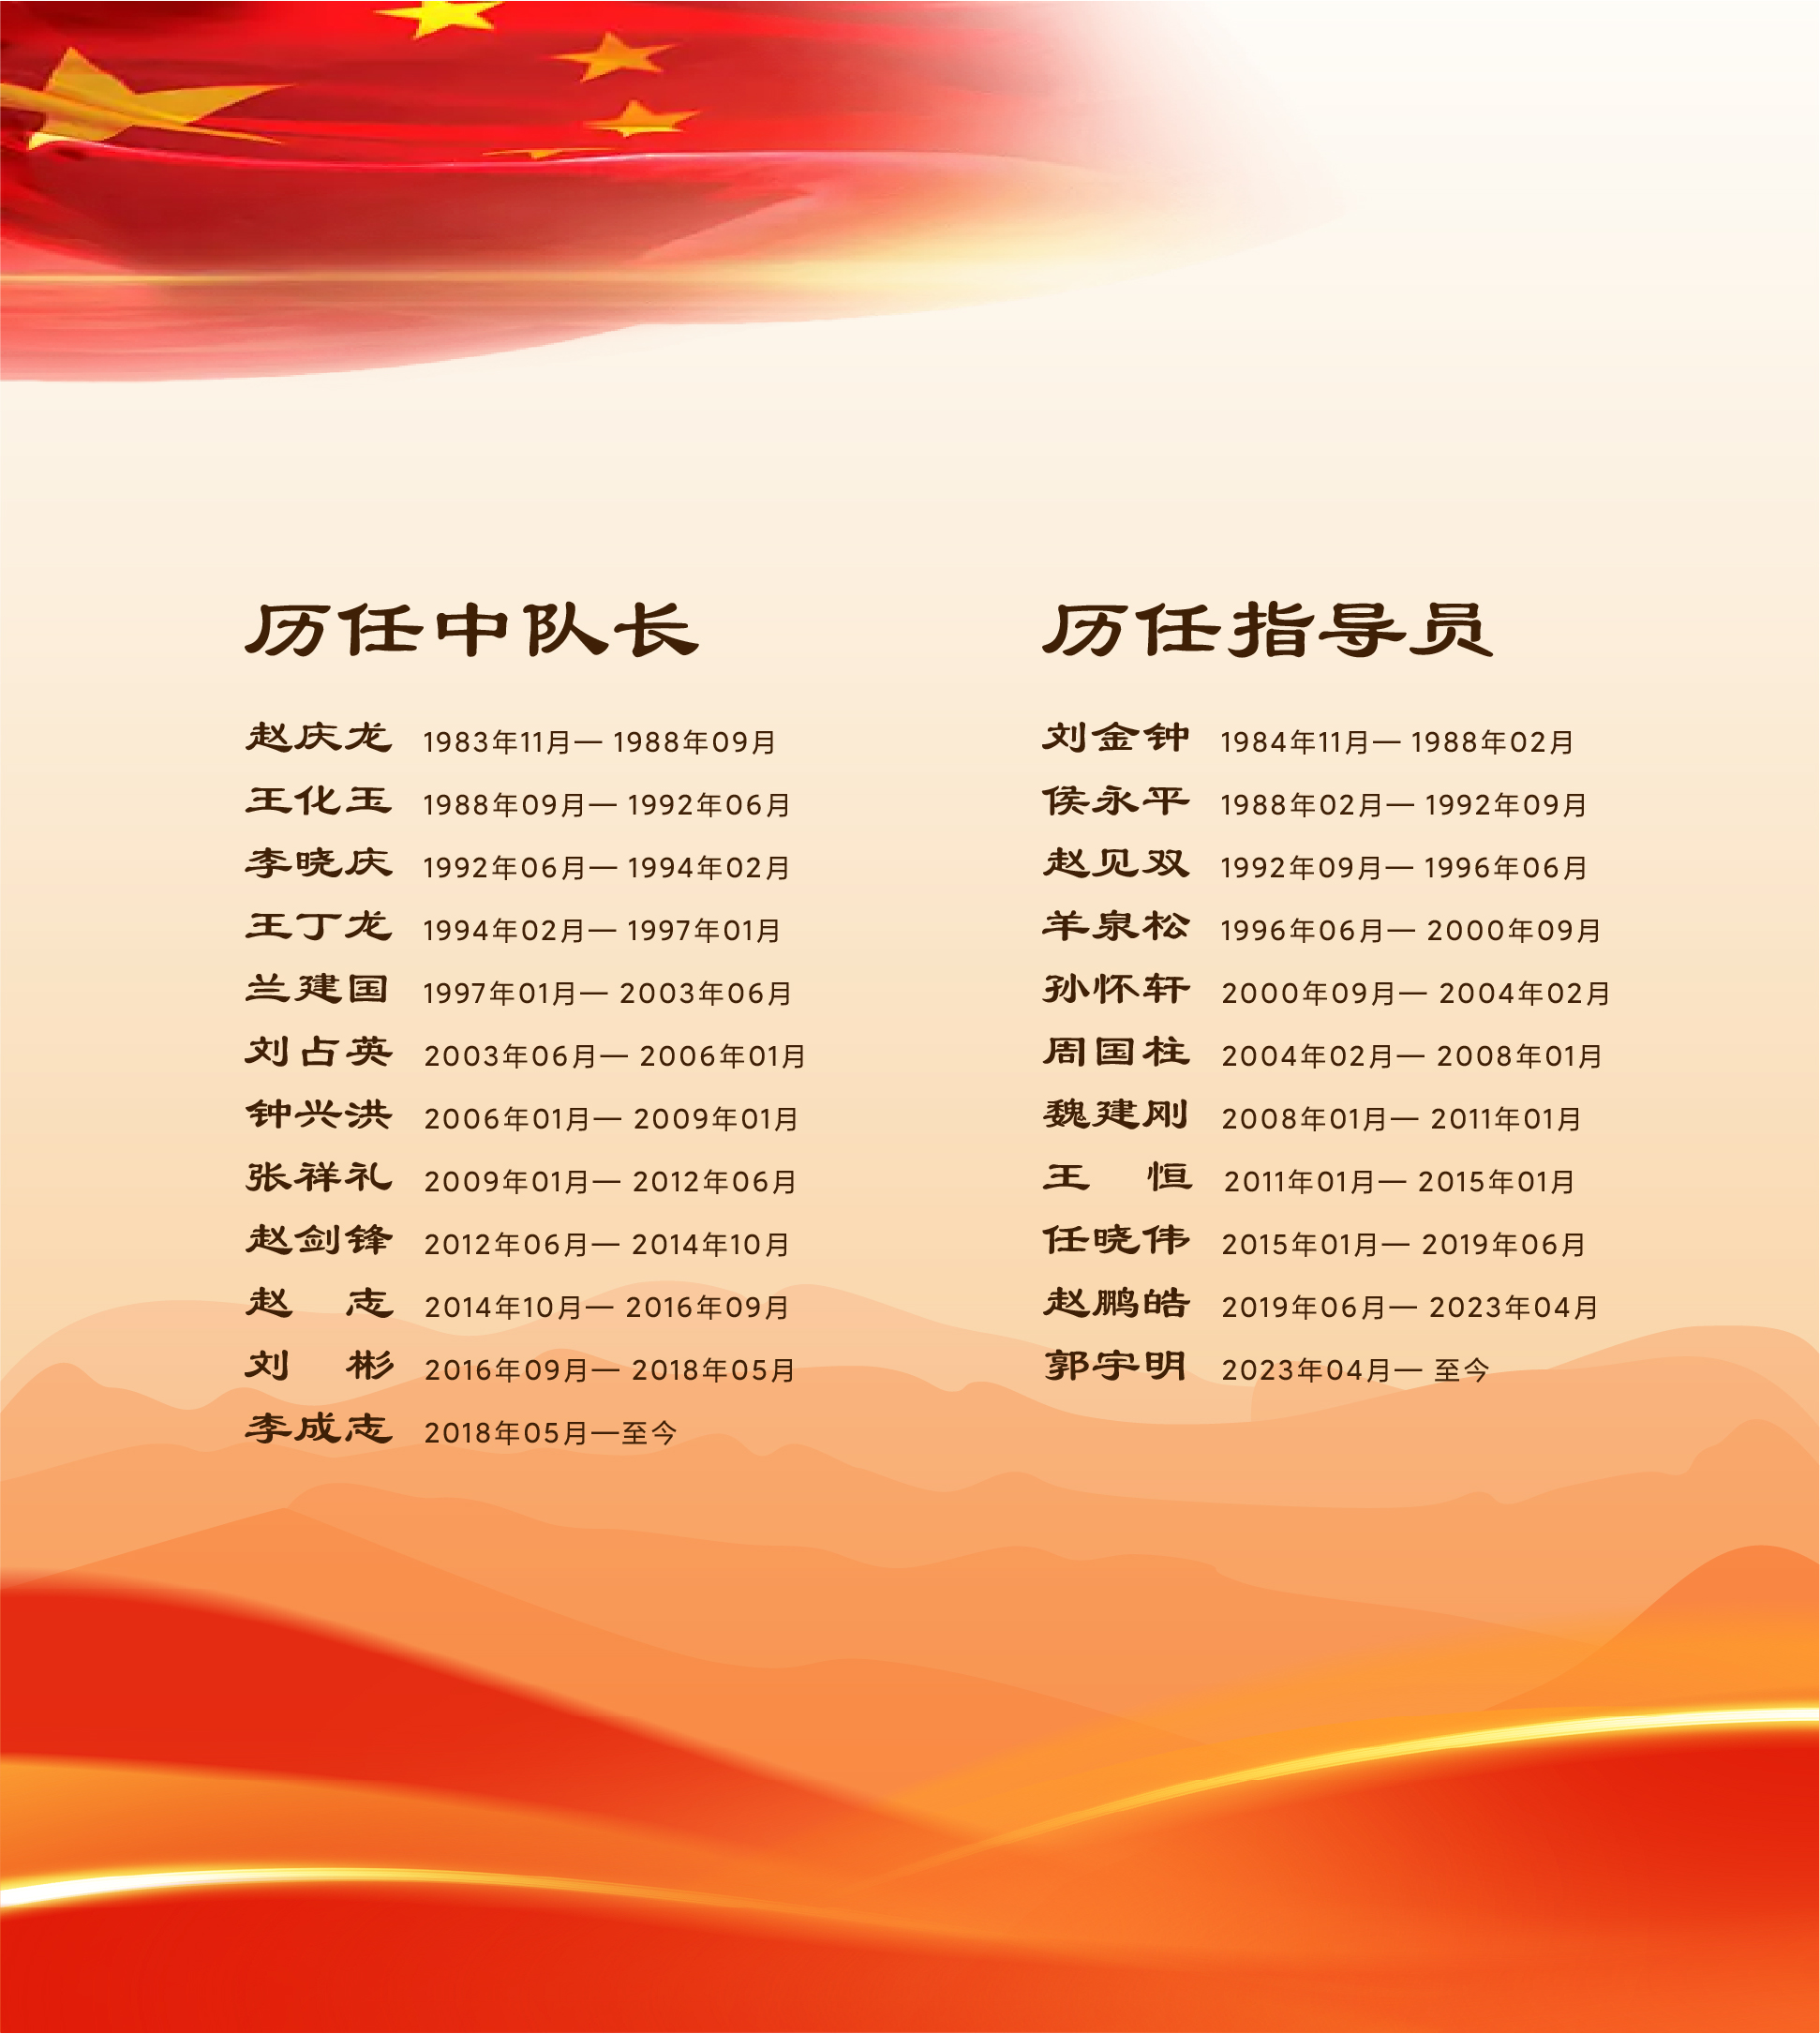 历任中队长
赵庆龙 1983年11月— 1988年09月
王化玉 1988年09月— 1992年06月
李晓庆 1992年06月— 1994年02月
王丁龙 1994年02月— 1997年01月
兰建国 1997年01月— 2003年06月
刘占英 2003年06月— 2006年01月
钟兴洪 2006年01月— 2009年01月
张祥礼 2009年01月— 2012年06月
赵剑锋 2012年06月— 2014年10月
赵 志 2014年10月— 2016年09月
刘 彬 2016年09月— 2018年05月
李成志 2018年05月—至今
历任指导员
刘金钟 1984年11月— 1988年02月
侯永平 1988年02月— 1992年09月
赵见双 1992年09月— 1996年06月
羊泉松 1996年06月— 2000年09月
孙怀轩 2000年09月— 2004年02月
周国柱 2004年02月— 2008年01月
魏建刚 2008年01月— 2011年01月
王 恒 2011年01月— 2015年01月
任晓伟 2015年01月— 2019年06月
赵鹏皓 2019年06月— 2023年04月
郭宇明 2023年04月— 至今